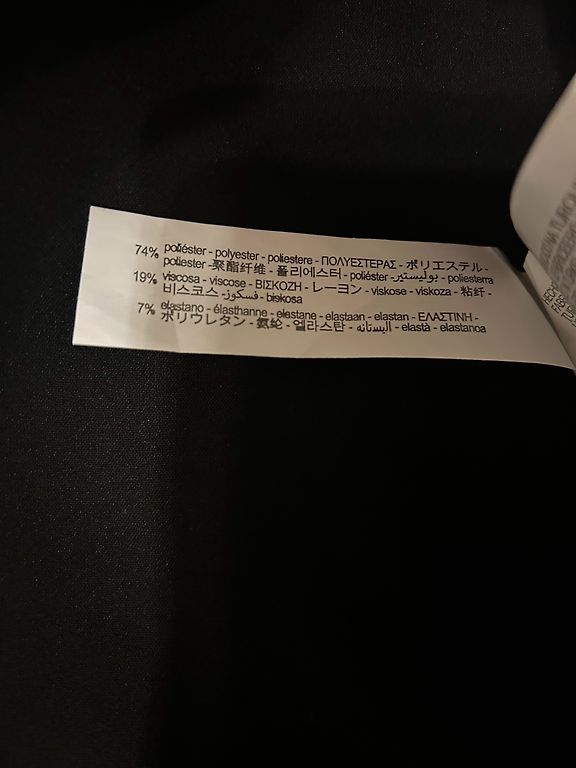 74% poliéster - polyester - poliestere - ΠΟΛΥΕΣΤΕΡΑΣ - ポリエステル -
poliester -聚酯纤维 - 폴리에스터 - poliéster - بوليستير - poliesterra
19% viscosa - viscose - ΒΙΣΚΟΖΗ - レーヨン - viskose - viskoza - 粘纤 -
비스코스 - فسكوز - biskosa
7% elastano - élasthanne - elastane - elastaan - elastan - ΕΛΑΣΤΙΝΗ -
ポリウレタン - 氨纶 - 엘라스탄 - اليستانه - elastà - elastanoa